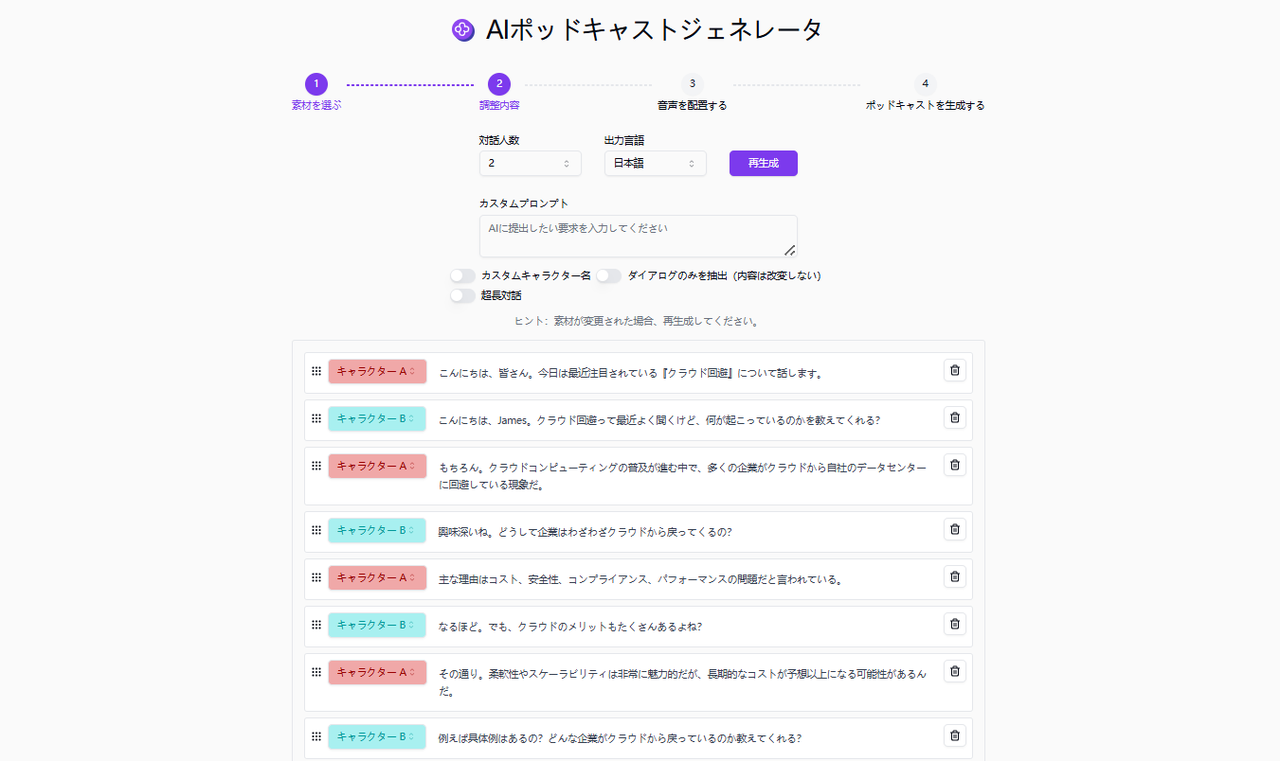 AIポッドキャストジェネレータ
1
2
3
4
素材を選ぶ
調整内容
音声を配置する
ポッドキャストを生成する
対話人数
出力言語
2
日本語
再生成
カスタムプロンプト
AIに提出したい要求を入力してください
カスタムキャラクター名
ダイアログのみを抽出（内容は改変しない）
超長対話
ヒント：素材が変更された場合、再生成してください。
キャラクター A
こんにちは、皆さん。今日は最近注目されている『クラウド回避』について話します。
キャラクター B
こんにちは、James。クラウド回避って最近よく聞くけど、何が起こっているのかを教えてくれる?
キャラクター A
もちろん。クラウドコンピューティングの普及が進む中で、多くの企業がクラウドから自社のデータセンター
に回避している現象だ。
キャラクター B
興味深いね。どうして企業はわざわざクラウドから戻ってくるの?
キャラクター A
主な理由はコスト、安全性、コンプライアンス、パフォーマンスの問題だと言われている。
キャラクター B
なるほど。でも、クラウドのメリットもたくさんあるよね?
キャラクター A
その通り。柔軟性やスケーラビリティは非常に魅力的だが、長期的なコストが予想以上になる可能性があるん
だ。
キャラクター B
例えば具体例はあるの? どんな企業がクラウドから戻っているのか教えてくれる?